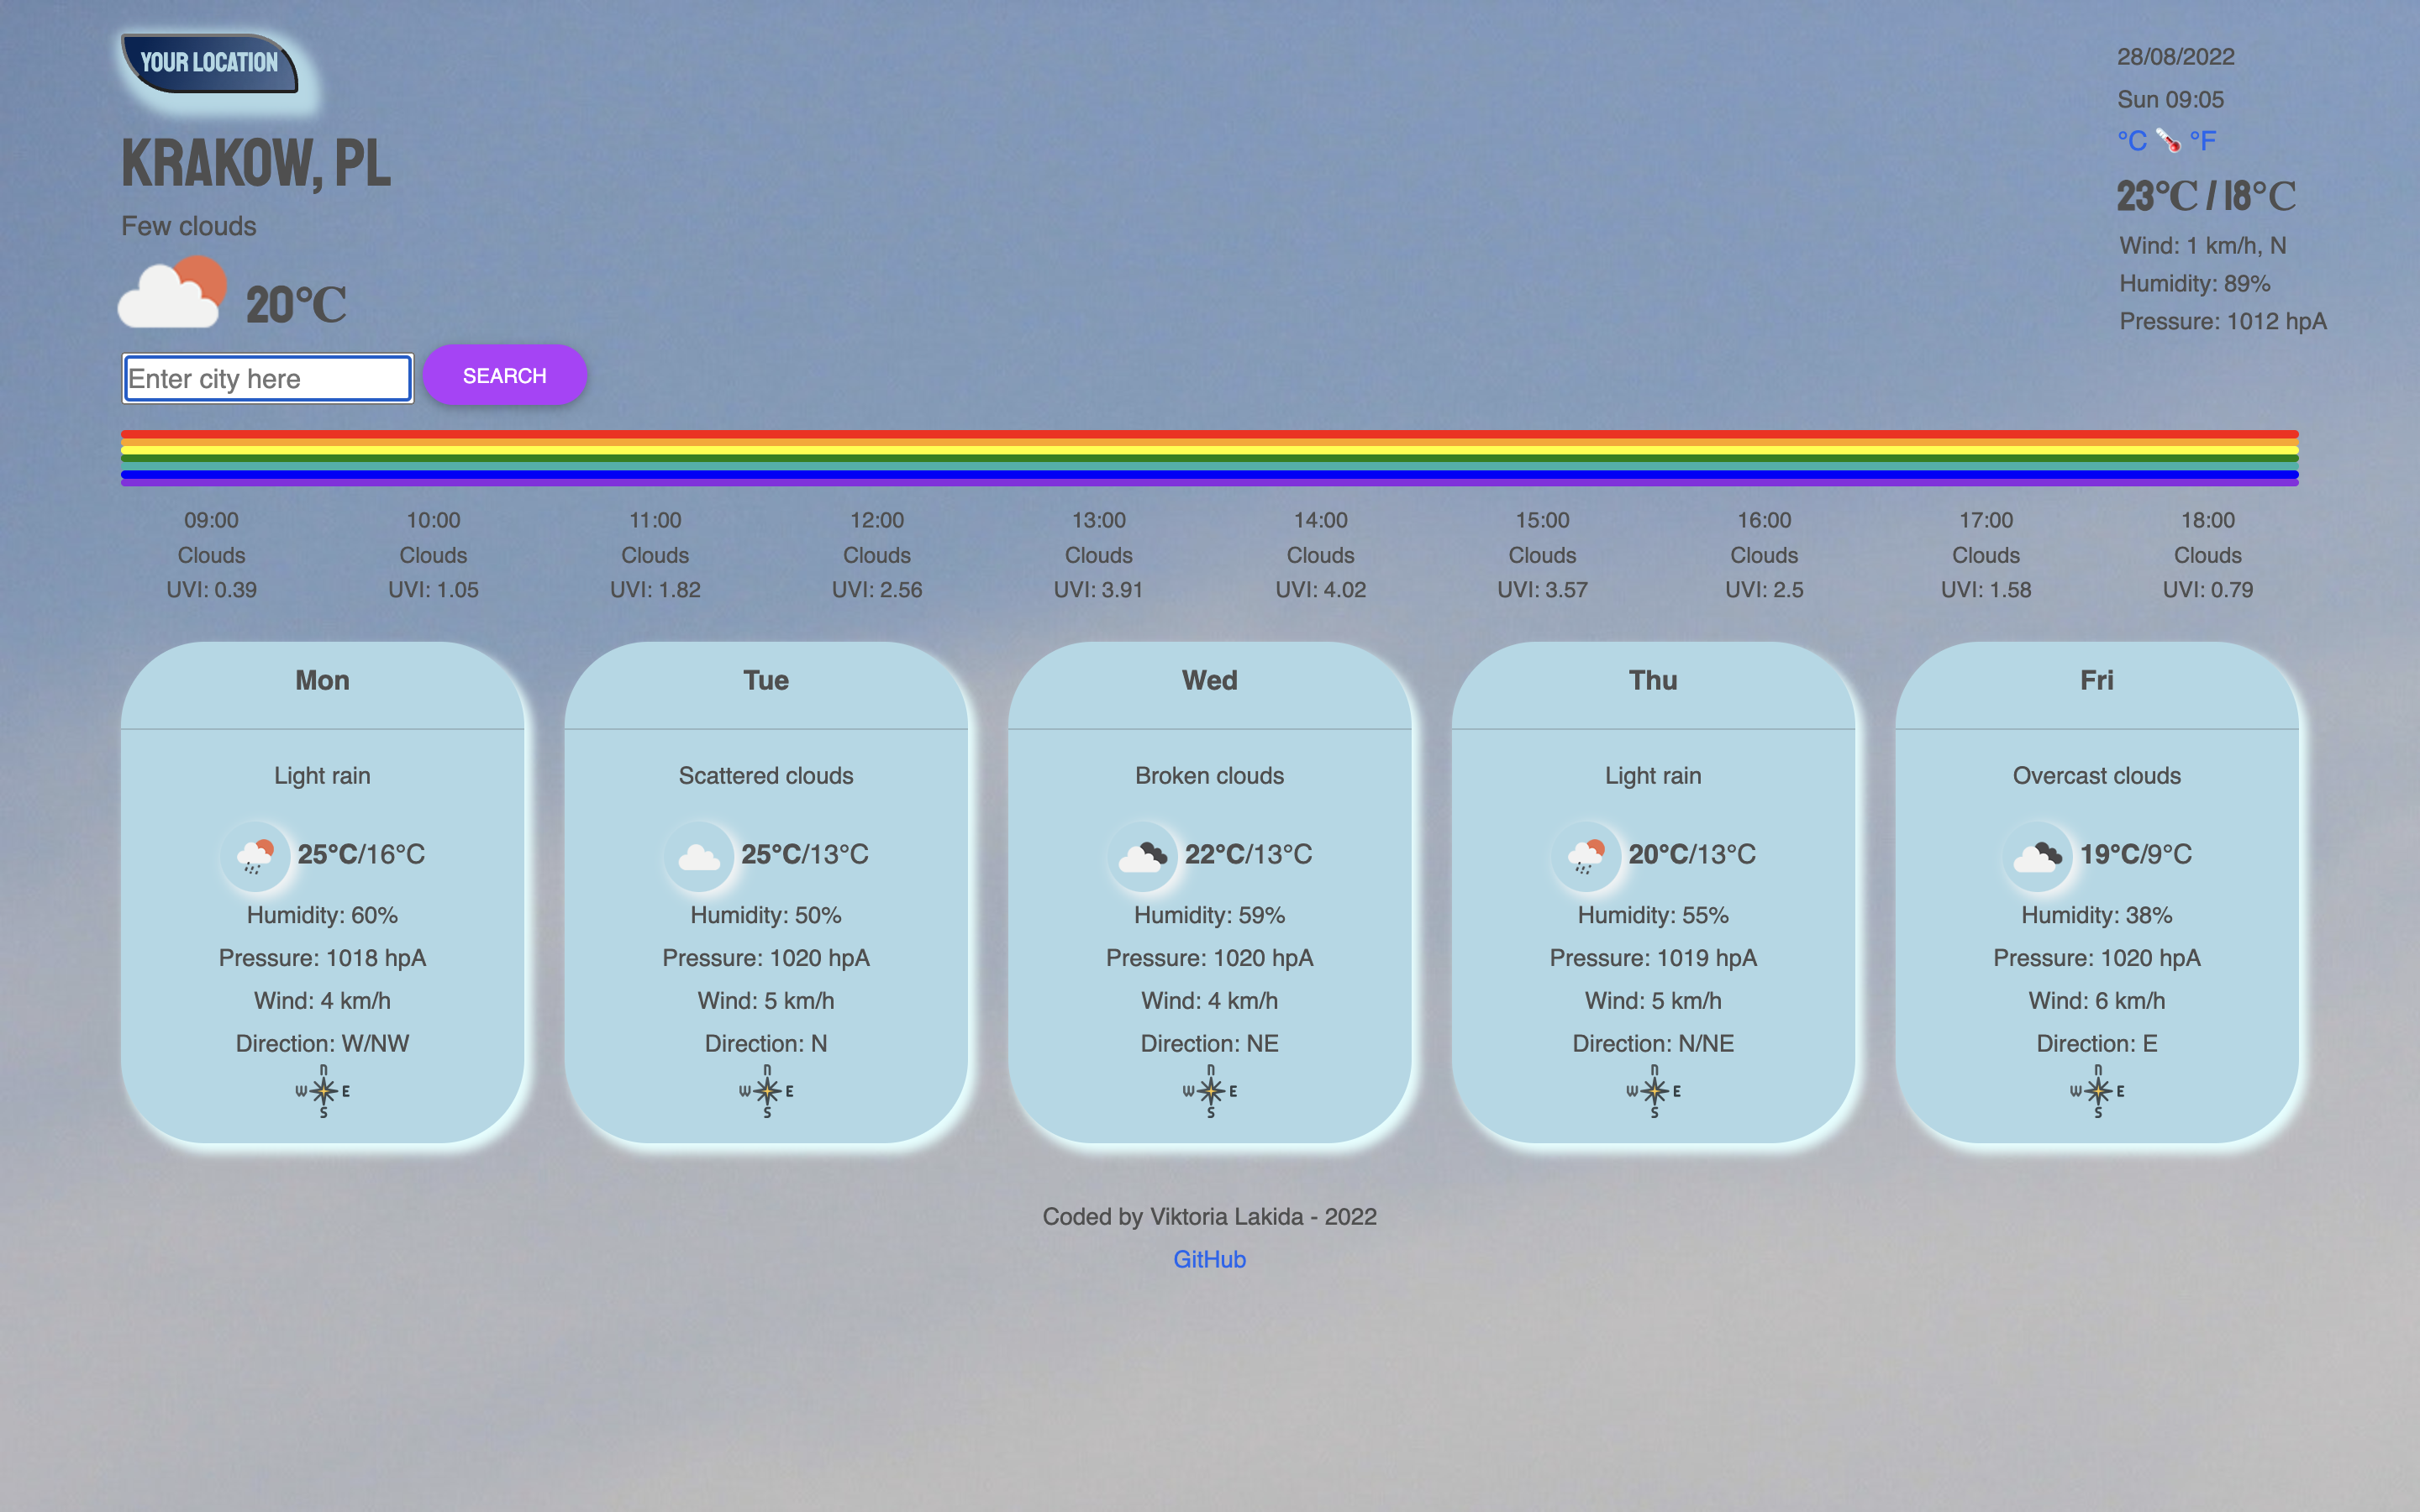 YOUR LOCATION
KRAKOW, PL
Few clouds
20°C
Enter city here
SEARCH
28/08/2022
Sun 09:05
°C °F
23°C / 18°C
Wind: 1 km/h, N
Humidity: 89%
Pressure: 1012 hpA
09:00 10:00 11:00 12:00 13:00 14:00 15:00 16:00 17:00 18:00
Clouds Clouds Clouds Clouds Clouds Clouds Clouds Clouds Clouds Clouds
UVI: 0.39 UVI: 1.05 UVI: 1.82 UVI: 2.56 UVI: 3.91 UVI: 4.02 UVI: 3.57 UVI: 2.5 UVI: 1.58 UVI: 0.79
Mon
Light rain
25°C/16°C
Humidity: 60%
Pressure: 1018 hpA
Wind: 4 km/h
Direction: W/NW
N
W E
S
Tue
Scattered clouds
25°C/13°C
Humidity: 50%
Pressure: 1020 hpA
Wind: 5 km/h
Direction: N
N
W E
S
Wed
Broken clouds
22°C/13°C
Humidity: 59%
Pressure: 1020 hpA
Wind: 4 km/h
Direction: NE
N
W E
S
Thu
Light rain
20°C/13°C
Humidity: 55%
Pressure: 1019 hpA
Wind: 5 km/h
Direction: N/NE
N
W E
S
Fri
Overcast clouds
19°C/9°C
Humidity: 38%
Pressure: 1020 hpA
Wind: 6 km/h
Direction: E
N
W E
S
Coded by Viktoria Lakida - 2022
GitHub